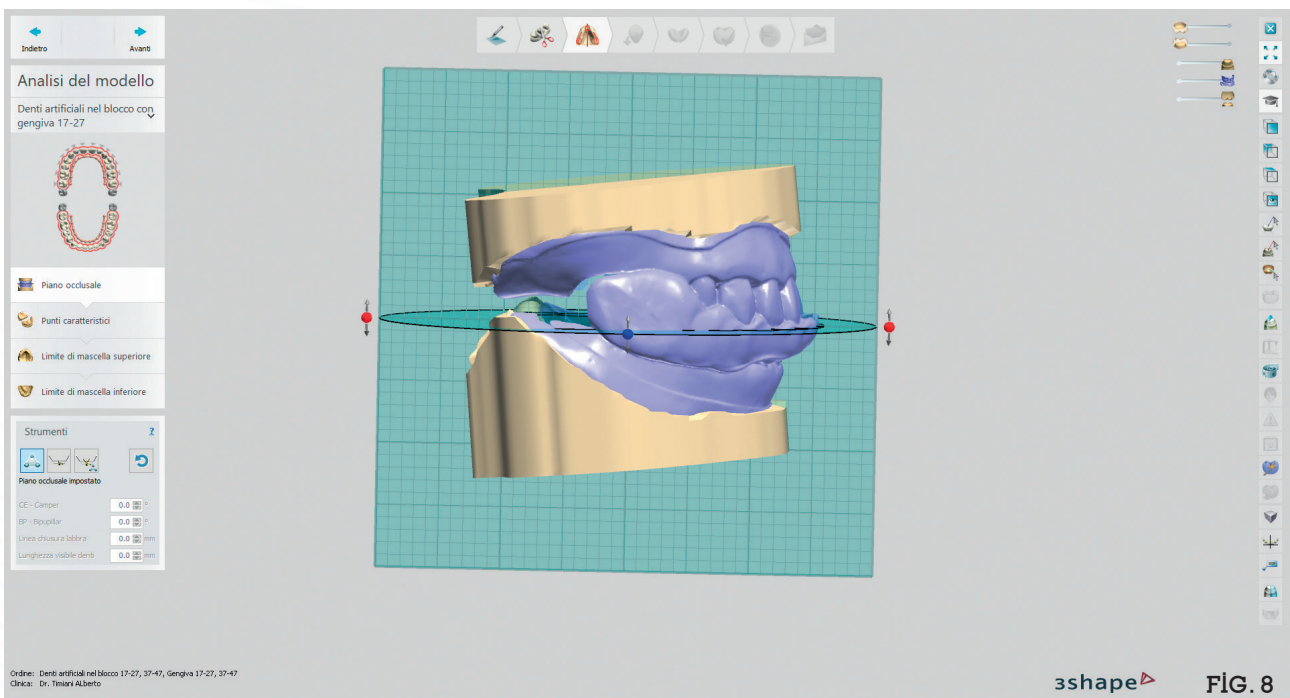 Indietro
Avanti
Analisi del modello
Denti artificiali nel blocco con
gengiva 17-27
Piano occlusale
Punti caratteristici
Limite di mascella superiore
Limite di mascella inferiore
Strumenti
?
Piano occlusale impostato
CE - Camper 0.0 °
BP - Bipupillar 0.0 °
Linea chiusura labbra 0.0 mm
Lunghezza visibile denti 0.0 mm
Ordine: Denti artificiali nel blocco 17-27, 37-47, Gengiva 17-27, 37-47
Clinica: Dr. Timiani ALberto
3shape
FİG. 8